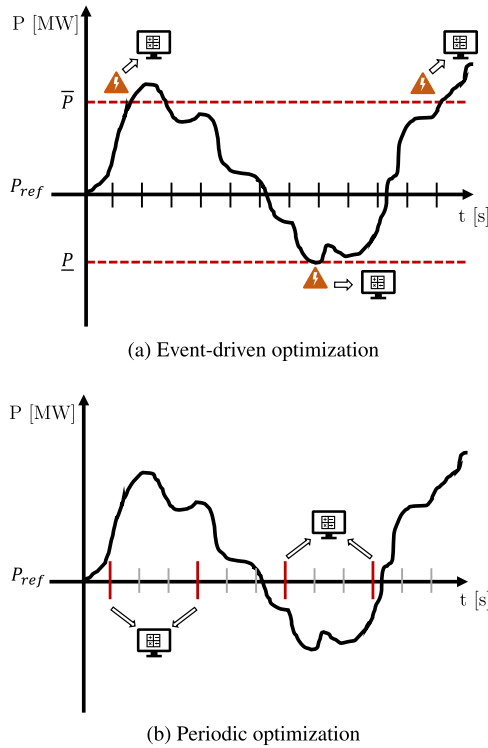 P [MW]
P̅
P_ref
t [s]
P̲
(a) Event-driven optimization
P [MW]
P_ref
t [s]
(b) Periodic optimization